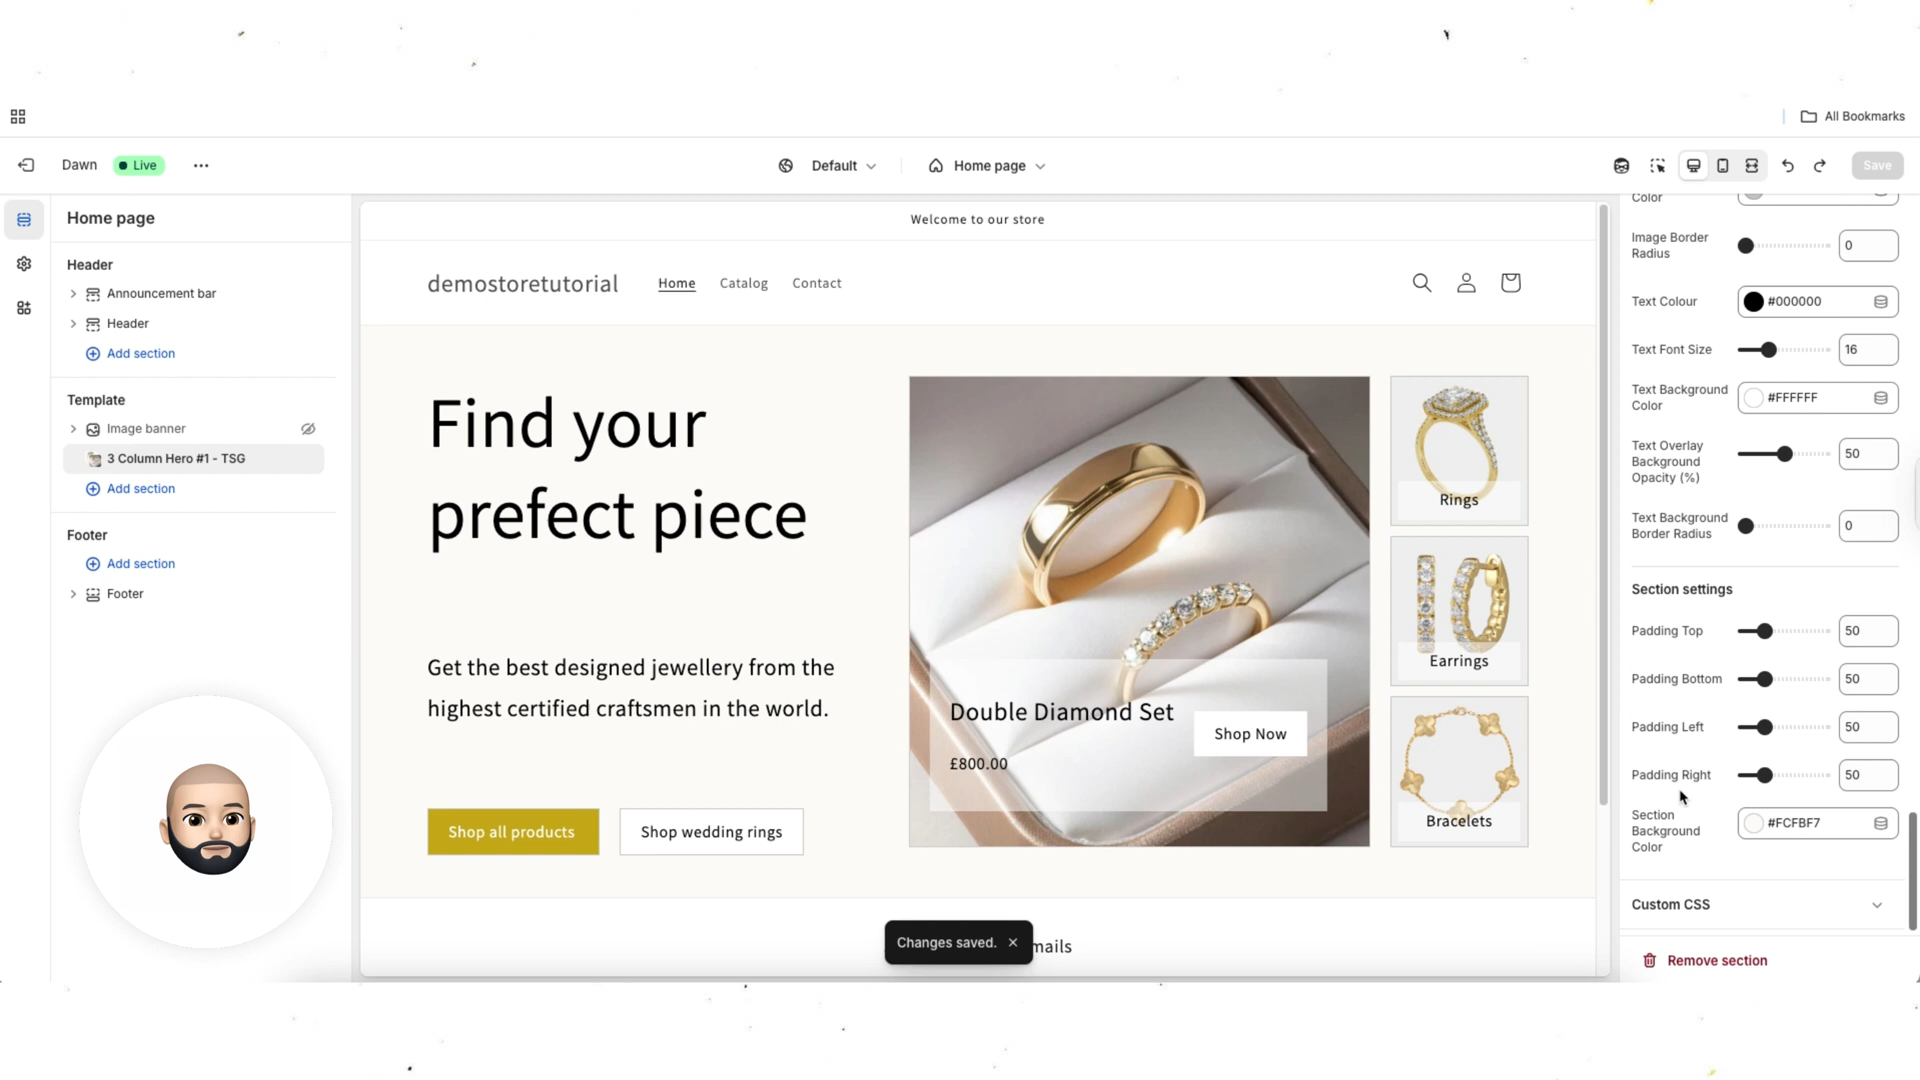 All Bookmarks
Dawn
Live
Default
Home page
Save
Home page
Header
Announcement bar
Header
Add section
Template
Image banner
3 Column Hero #1 - TSG
Add section
Footer
Add section
Footer
Welcome to our store
demostoretutorial
Home
Catalog
Contact
Find your
prefect piece
Get the best designed jewellery from the
highest certified craftsmen in the world.
Shop all products
Shop wedding rings
Double Diamond Set
£800.00
Shop Now
Rings
Earrings
Bracelets
Changes saved.
mails
Color
Image Border
Radius
0
Text Colour
#000000
Text Font Size
16
Text Background
Color
#FFFFFF
Text Overlay
Background
Opacity (%)
50
Text Background
Border Radius
0
Section settings
Padding Top
50
Padding Bottom
50
Padding Left
50
Padding Right
50
Section
Background
Color
#FCFBF7
Custom CSS
Remove section